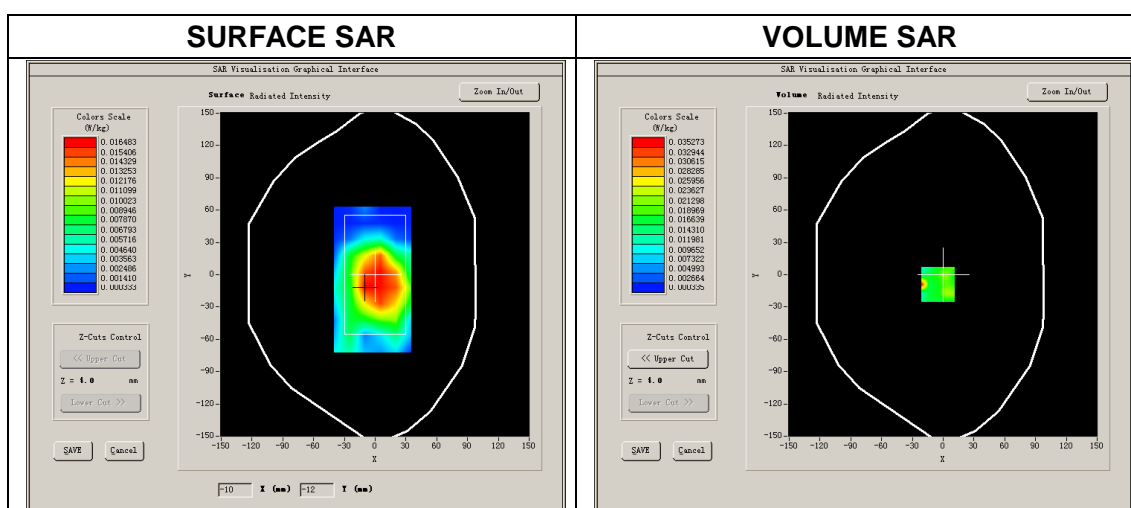 SURFACE SAR
VOLUME SAR
SAR Visualisation Graphical Interface
Surface Radiated Intensity
Zoom In/Out
Colors Scale
(W/kg)
0.016483
0.015406
0.014329
0.013253
0.012176
0.011099
0.010023
0.008946
0.007870
0.006793
0.005716
0.004640
0.003563
0.002486
0.001410
0.000333
Z-Cuts Control
<< Upper Cut
Z = 4.0 mm
Lower Cut >>
SAVE
Cancel
150
120
90
60
30
0
-30
-60
-90
-120
-150
Y
-150 -120 -90 -60 -30 0 30 60 90 120 150
X
-10 X (mm) -12 Y (mm)
SAR Visualisation Graphical Interface
Volume Radiated Intensity
Zoom In/Out
Colors Scale
(W/kg)
0.035273
0.032944
0.030615
0.028285
0.025956
0.023627
0.021298
0.018969
0.016639
0.014310
0.011981
0.009652
0.007322
0.004993
0.002664
0.000335
Z-Cuts Control
<< Upper Cut
Z = 4.0 mm
Lower Cut >>
SAVE
Cancel
150
120
90
60
30
0
-30
-60
-90
-120
-150
Y
-150 -120 -90 -60 -30 0 30 60 90 120 150
X